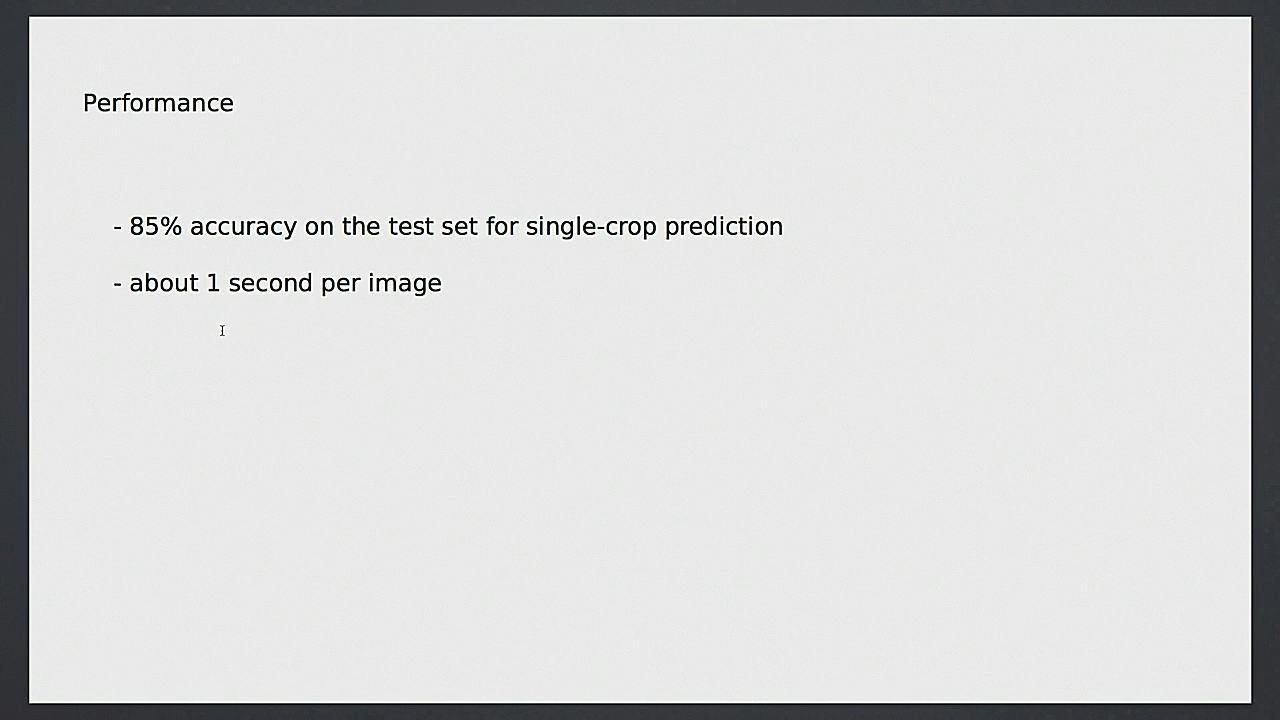 Performance
- 85% accuracy on the test set for single-crop prediction
- about 1 second per image